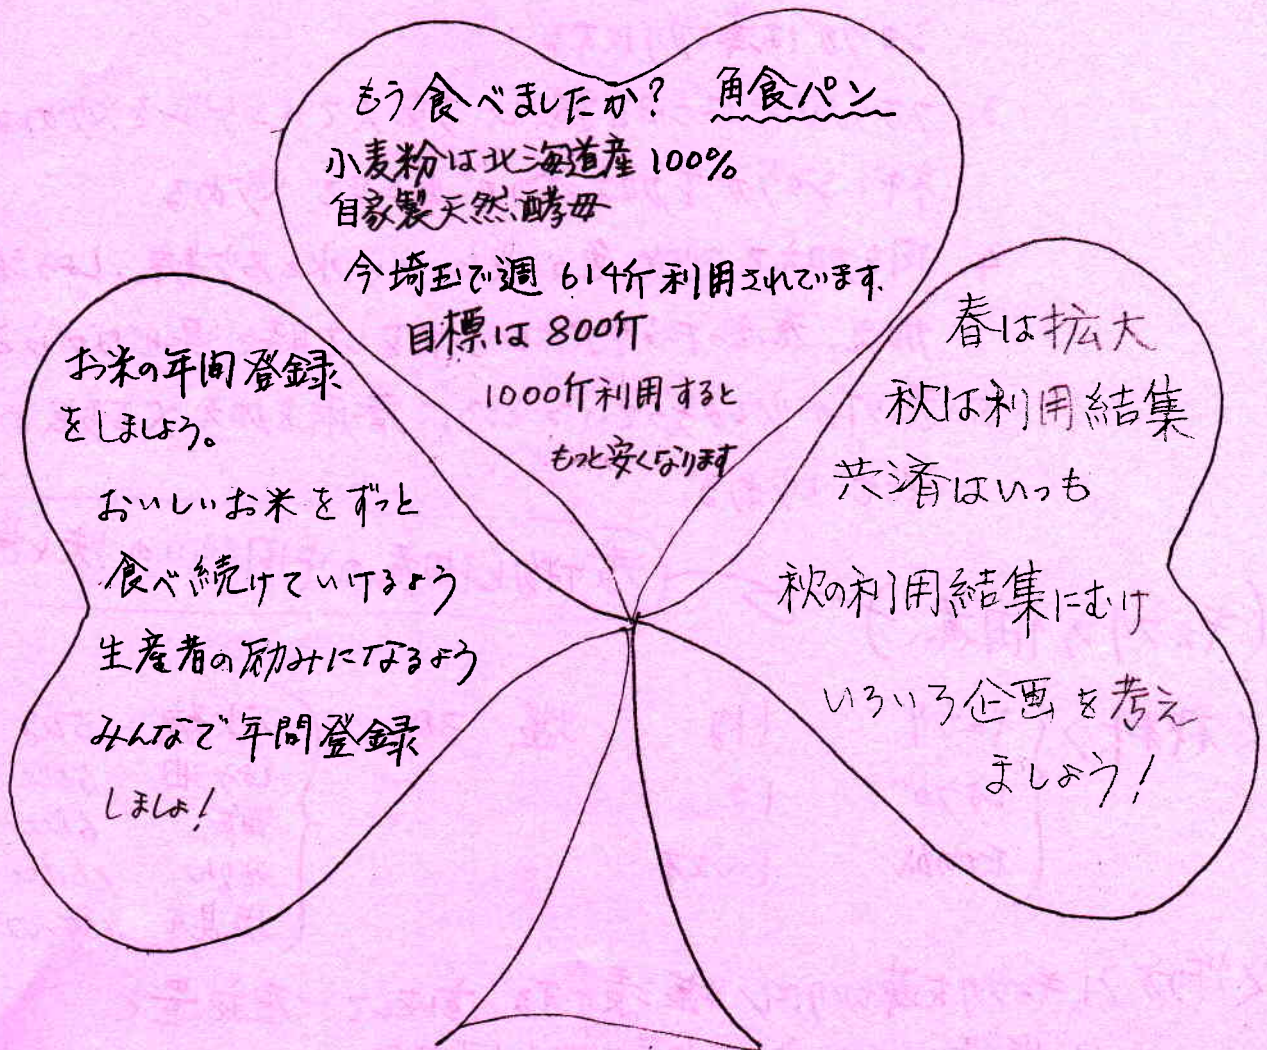 もう食べましたか? 角食パン
小麦粉は北海道産100%
自家製天然酵母
今埼玉で週614斤利用されています.
目標は800斤
1000斤利用すると
もっと安くなります
お米の年間登録
をしましょう。
おいしいお米をずっと
食べ続けていけるよう
生産者の励みになるよう
みんなで年間登録
しましょ!
春は拡大
秋は利用結集
共済はいつも
秋の利用結集にむけ
いろいろ企画を考え
ましょう!